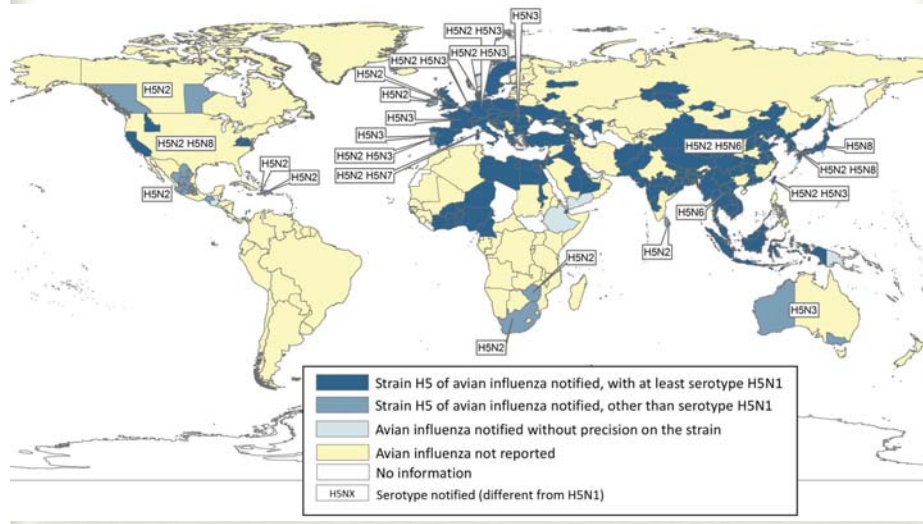 H5N3
H5N2 H5N3
H5N2 H5N3
H5N2 H5N3
H5N2
H5N2
H5N2
H5N3
H5N3
H5N2 H5N8
H5N2 H5N6
H5N8
H5N2 H5N3
H5N2 H5N8
H5N2
H5N2 H5N7
H5N2 H5N3
H5N2
H5N2
H5N6
H5N2
H5N2
H5N3
H5N2
Strain H5 of avian influenza notified, with at least serotype H5N1
Strain H5 of avian influenza notified, other than serotype H5N1
Avian influenza notified without precision on the strain
Avian influenza not reported
No information
H5NX Serotype notified (different from H5N1)